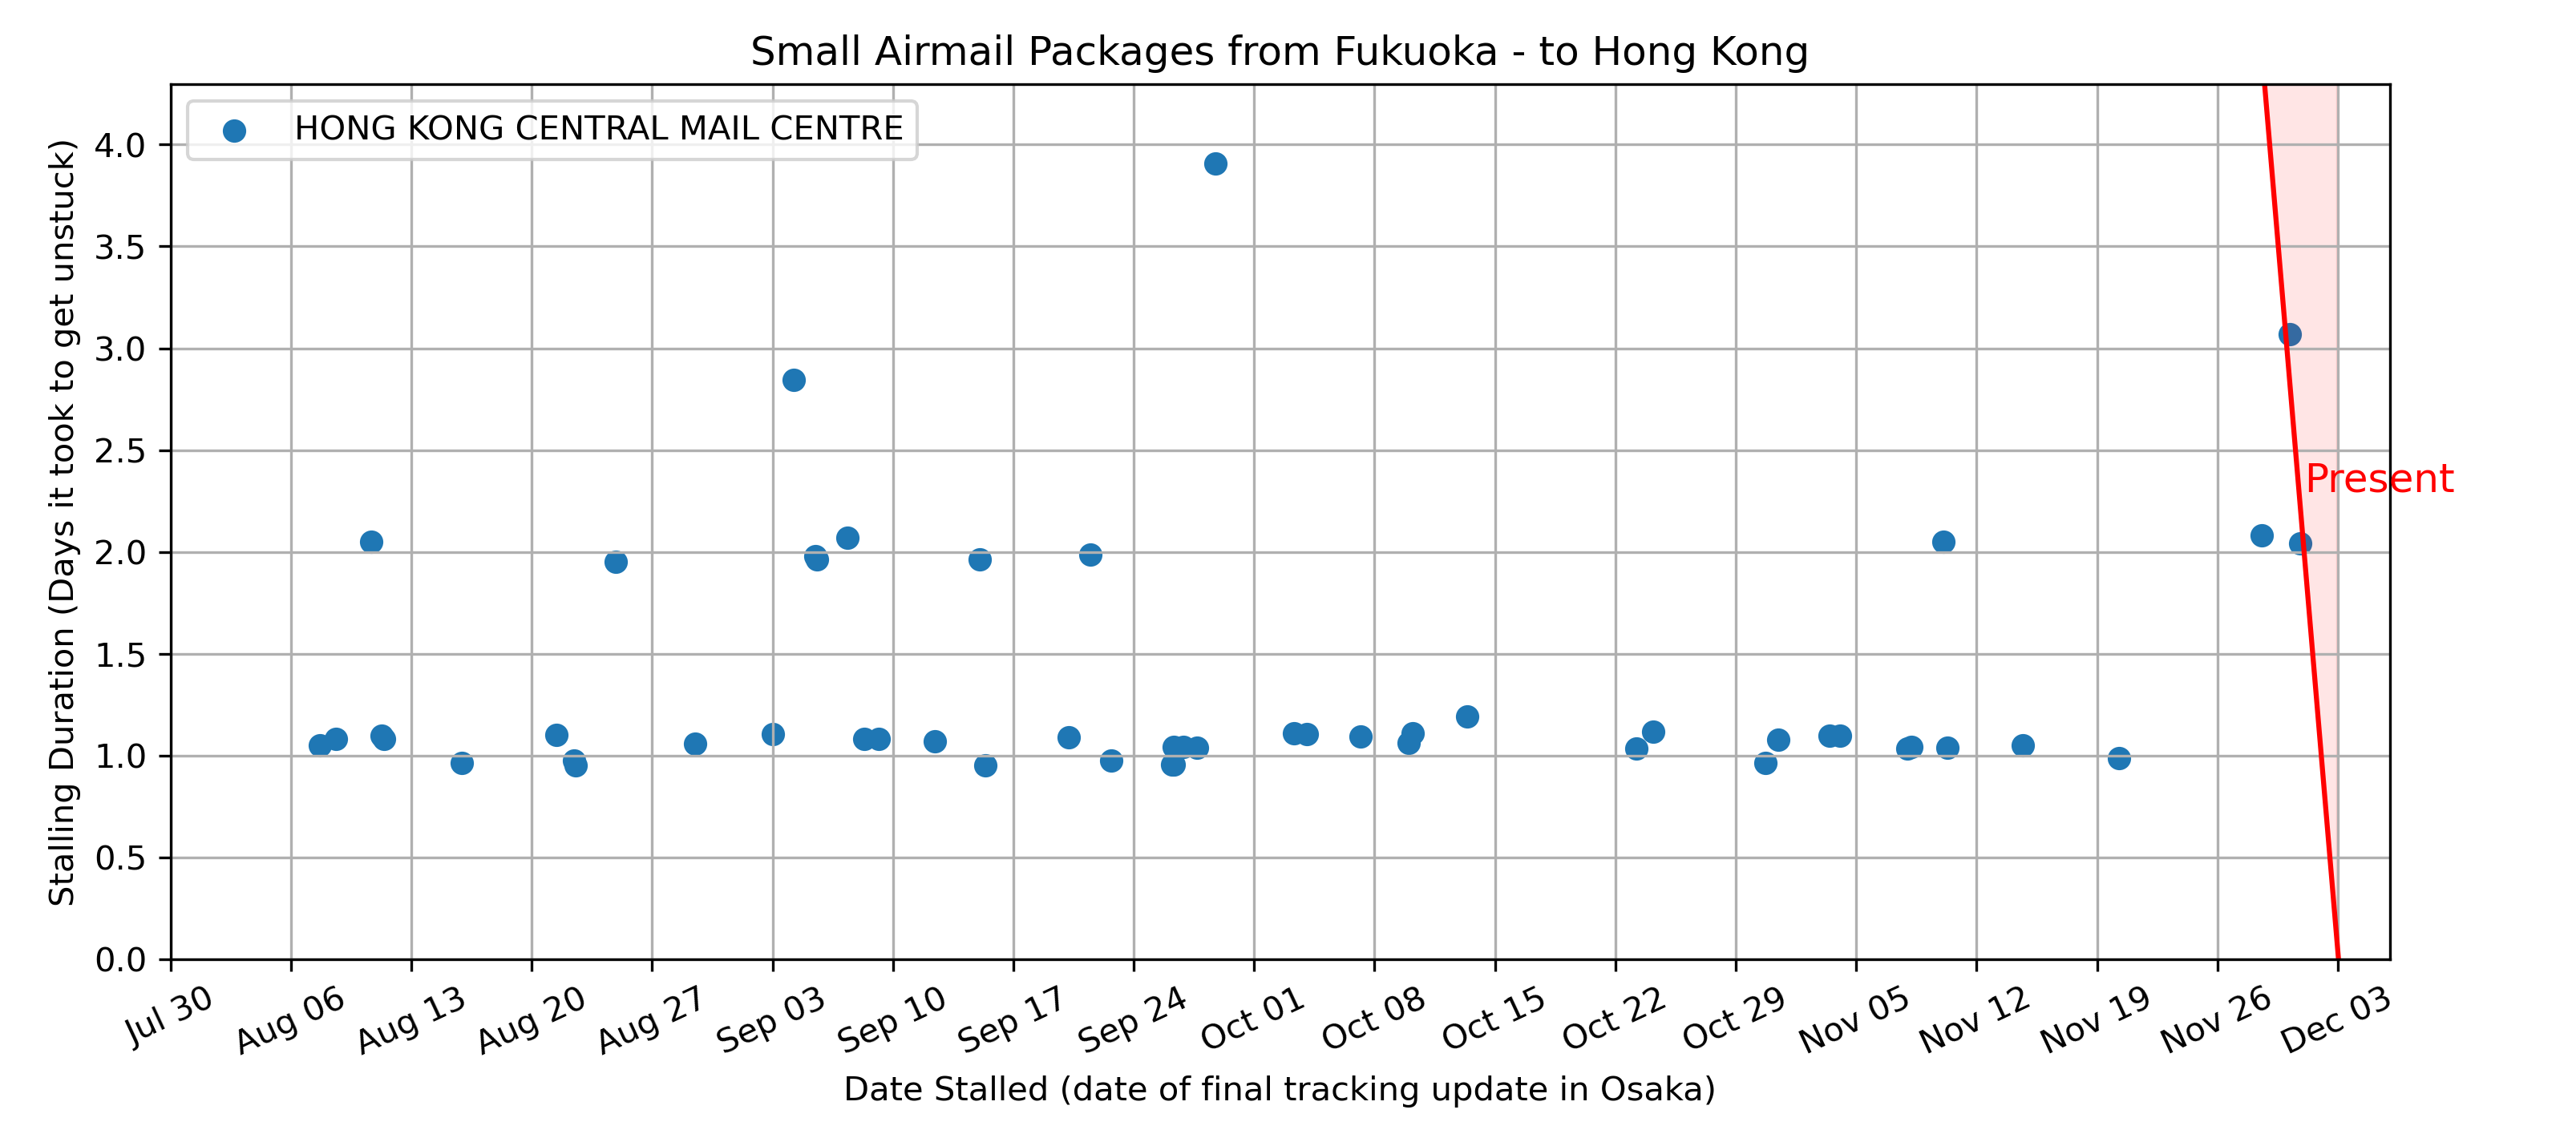 Small Airmail Packages from Fukuoka - to Hong Kong
HONG KONG CENTRAL MAIL CENTRE
Stalling Duration (Days it took to get unstuck)
4.0
3.5
3.0
2.5
2.0
1.5
1.0
0.5
0.0
Present
Jul 30
Aug 06
Aug 13
Aug 20
Aug 27
Sep 03
Sep 10
Sep 17
Sep 24
Oct 01
Oct 08
Oct 15
Oct 22
Oct 29
Nov 05
Nov 12
Nov 19
Nov 26
Dec 03
Date Stalled (date of final tracking update in Osaka)